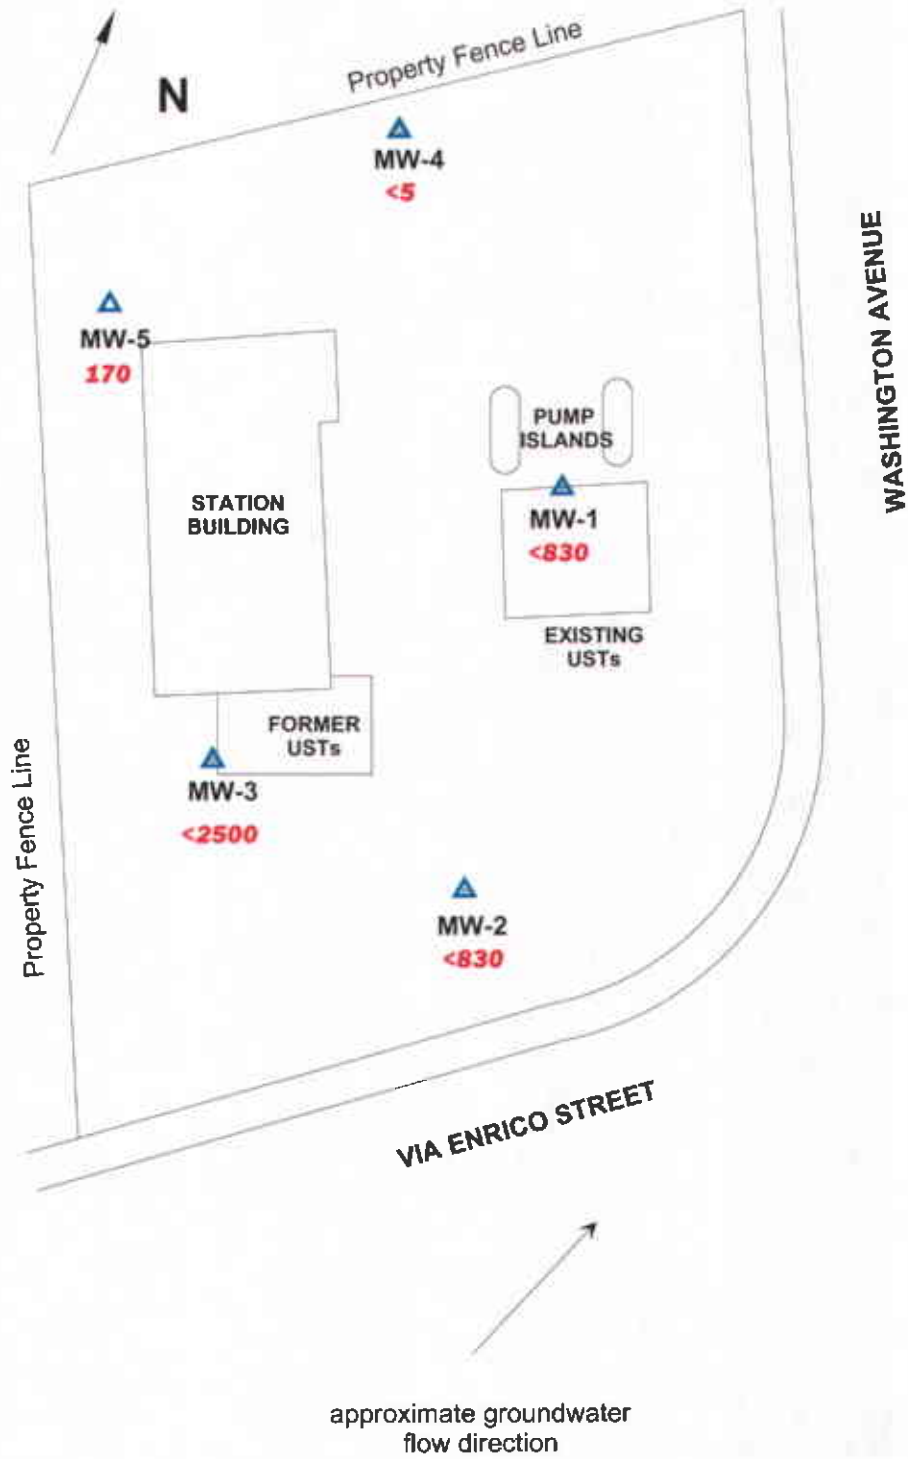 N
Property Fence Line
MW-4
<5
WASHINGTON AVENUE
MW-5
170
PUMP
ISLANDS
STATION
BUILDING
MW-1
<830
EXISTING
USTs
FORMER
USTs
MW-3
<2500
Property Fence Line
MW-2
<830
VIA ENRICO STREET
approximate groundwater
flow direction